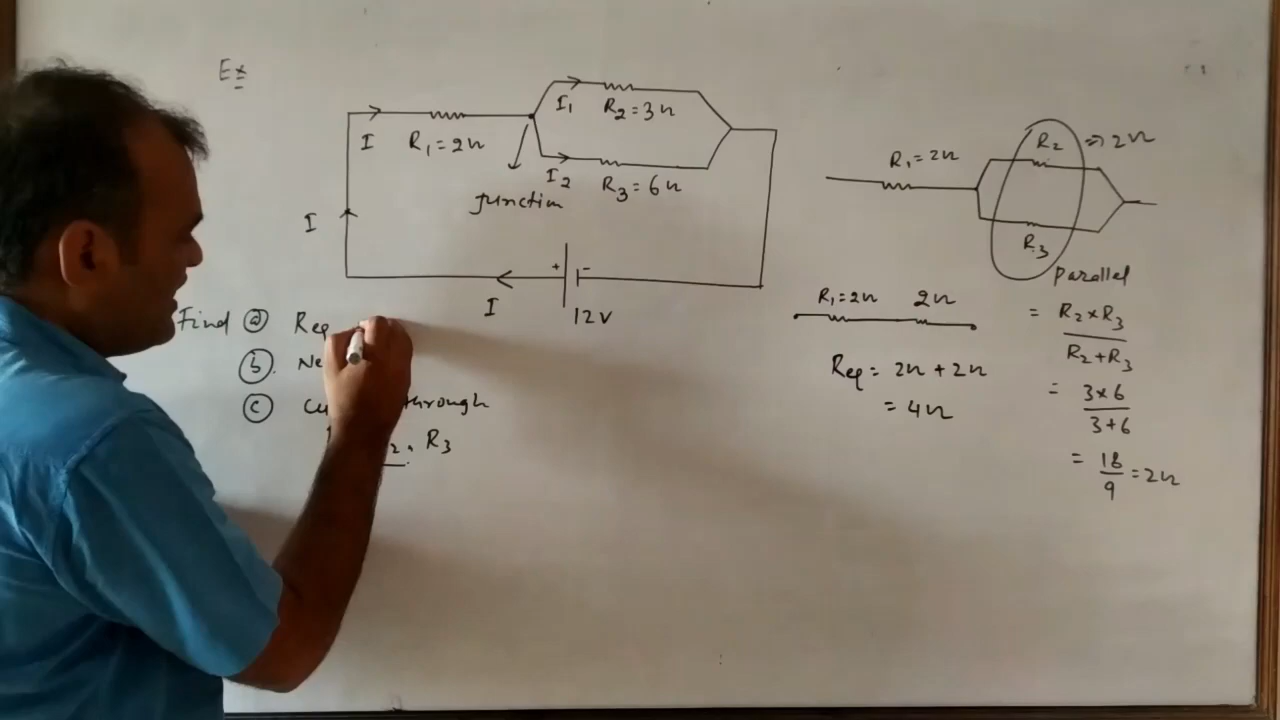 Ex
I R₁=2Ω
I₁ R₂=3Ω
I₂ R₃=6Ω
Junction
I
+ -
I 12V
Find ⓐ Req
ⓑ.
ⓒ through
R₃
R₁=2Ω R₂ ⇒ 2Ω
R₃
Parallel
= R₂×R₃
R₂+R₃
= 3×6
3+6
= 18
9 = 2Ω
R₁=2Ω 2Ω
Req = 2Ω + 2Ω
= 4Ω